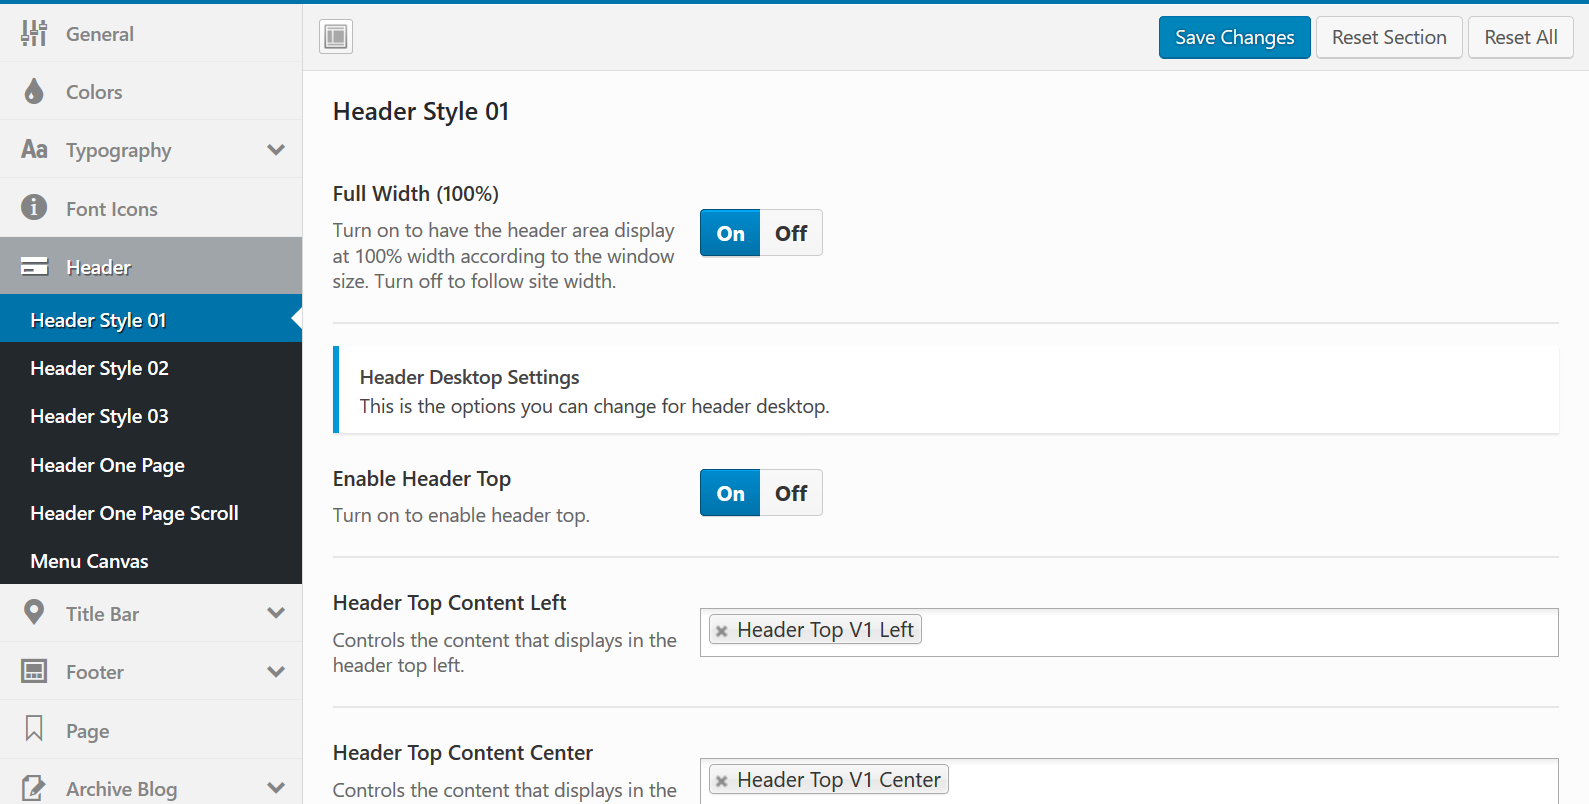 General
Colors
Aa Typography
Font Icons
Header
Header Style 01
Header Style 02
Header Style 03
Header One Page
Header One Page Scroll
Menu Canvas
Title Bar
Footer
Page
Archive Blog
Save Changes Reset Section Reset All
Header Style 01
Full Width (100%)
Turn on to have the header area display
at 100% width according to the window
size. Turn off to follow site width.
On Off
Header Desktop Settings
This is the options you can change for header desktop.
Enable Header Top
Turn on to enable header top.
On Off
Header Top Content Left
Controls the content that displays in the
header top left.
Header Top V1 Left
Header Top Content Center
Controls the content that displays in the
Header Top V1 Center